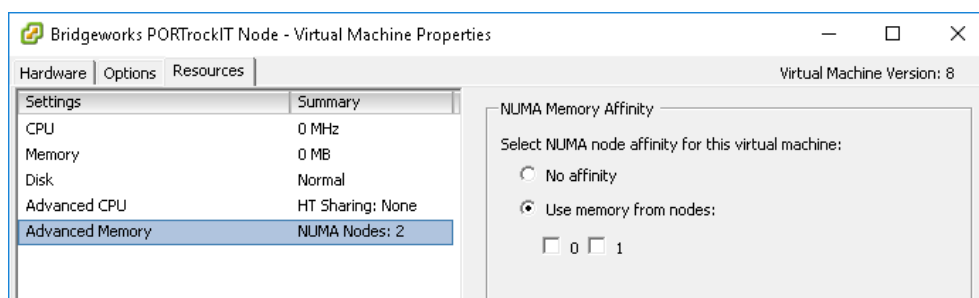 Bridgeworks PORTrockIT Node - Virtual Machine Properties
Hardware Options Resources Virtual Machine Version: 8
Settings Summary
CPU 0 MHz
Memory 0 MB
Disk Normal
Advanced CPU HT Sharing: None
Advanced Memory NUMA Nodes: 2
NUMA Memory Affinity
Select NUMA node affinity for this virtual machine:
No affinity
Use memory from nodes:
0 1